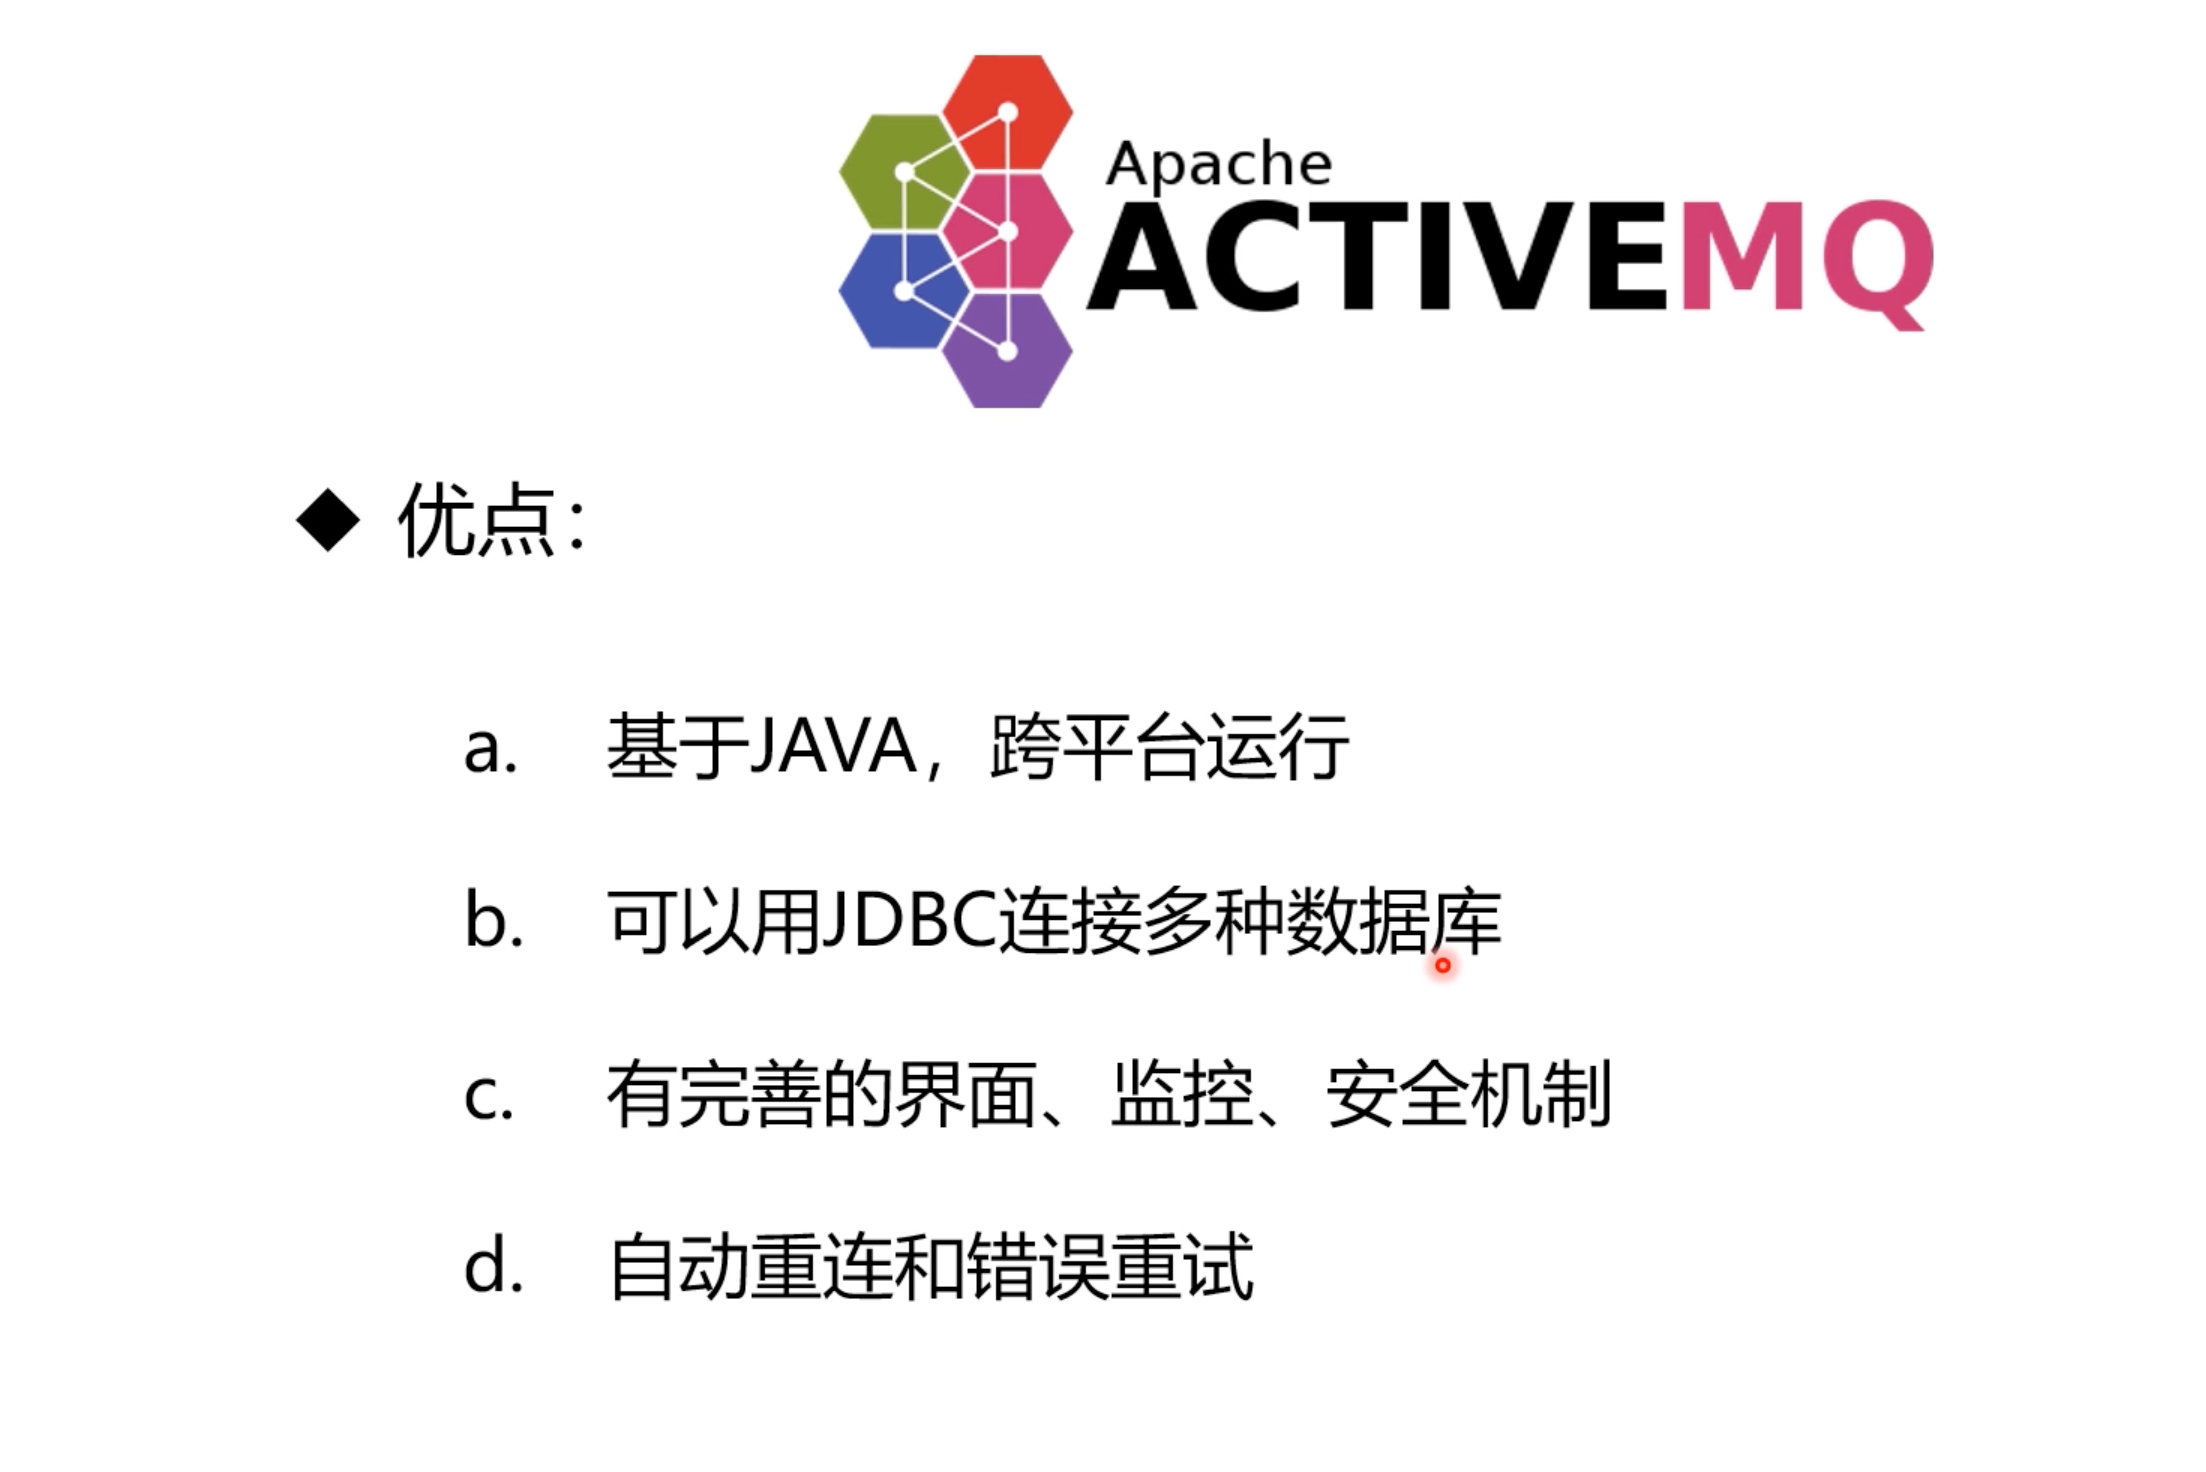 Apache
ACTIVEMQ
◆ 优点：
a. 基于JAVA，跨平台运行
b. 可以用JDBC连接多种数据库
c. 有完善的界面、监控、安全机制
d. 自动重连和错误重试